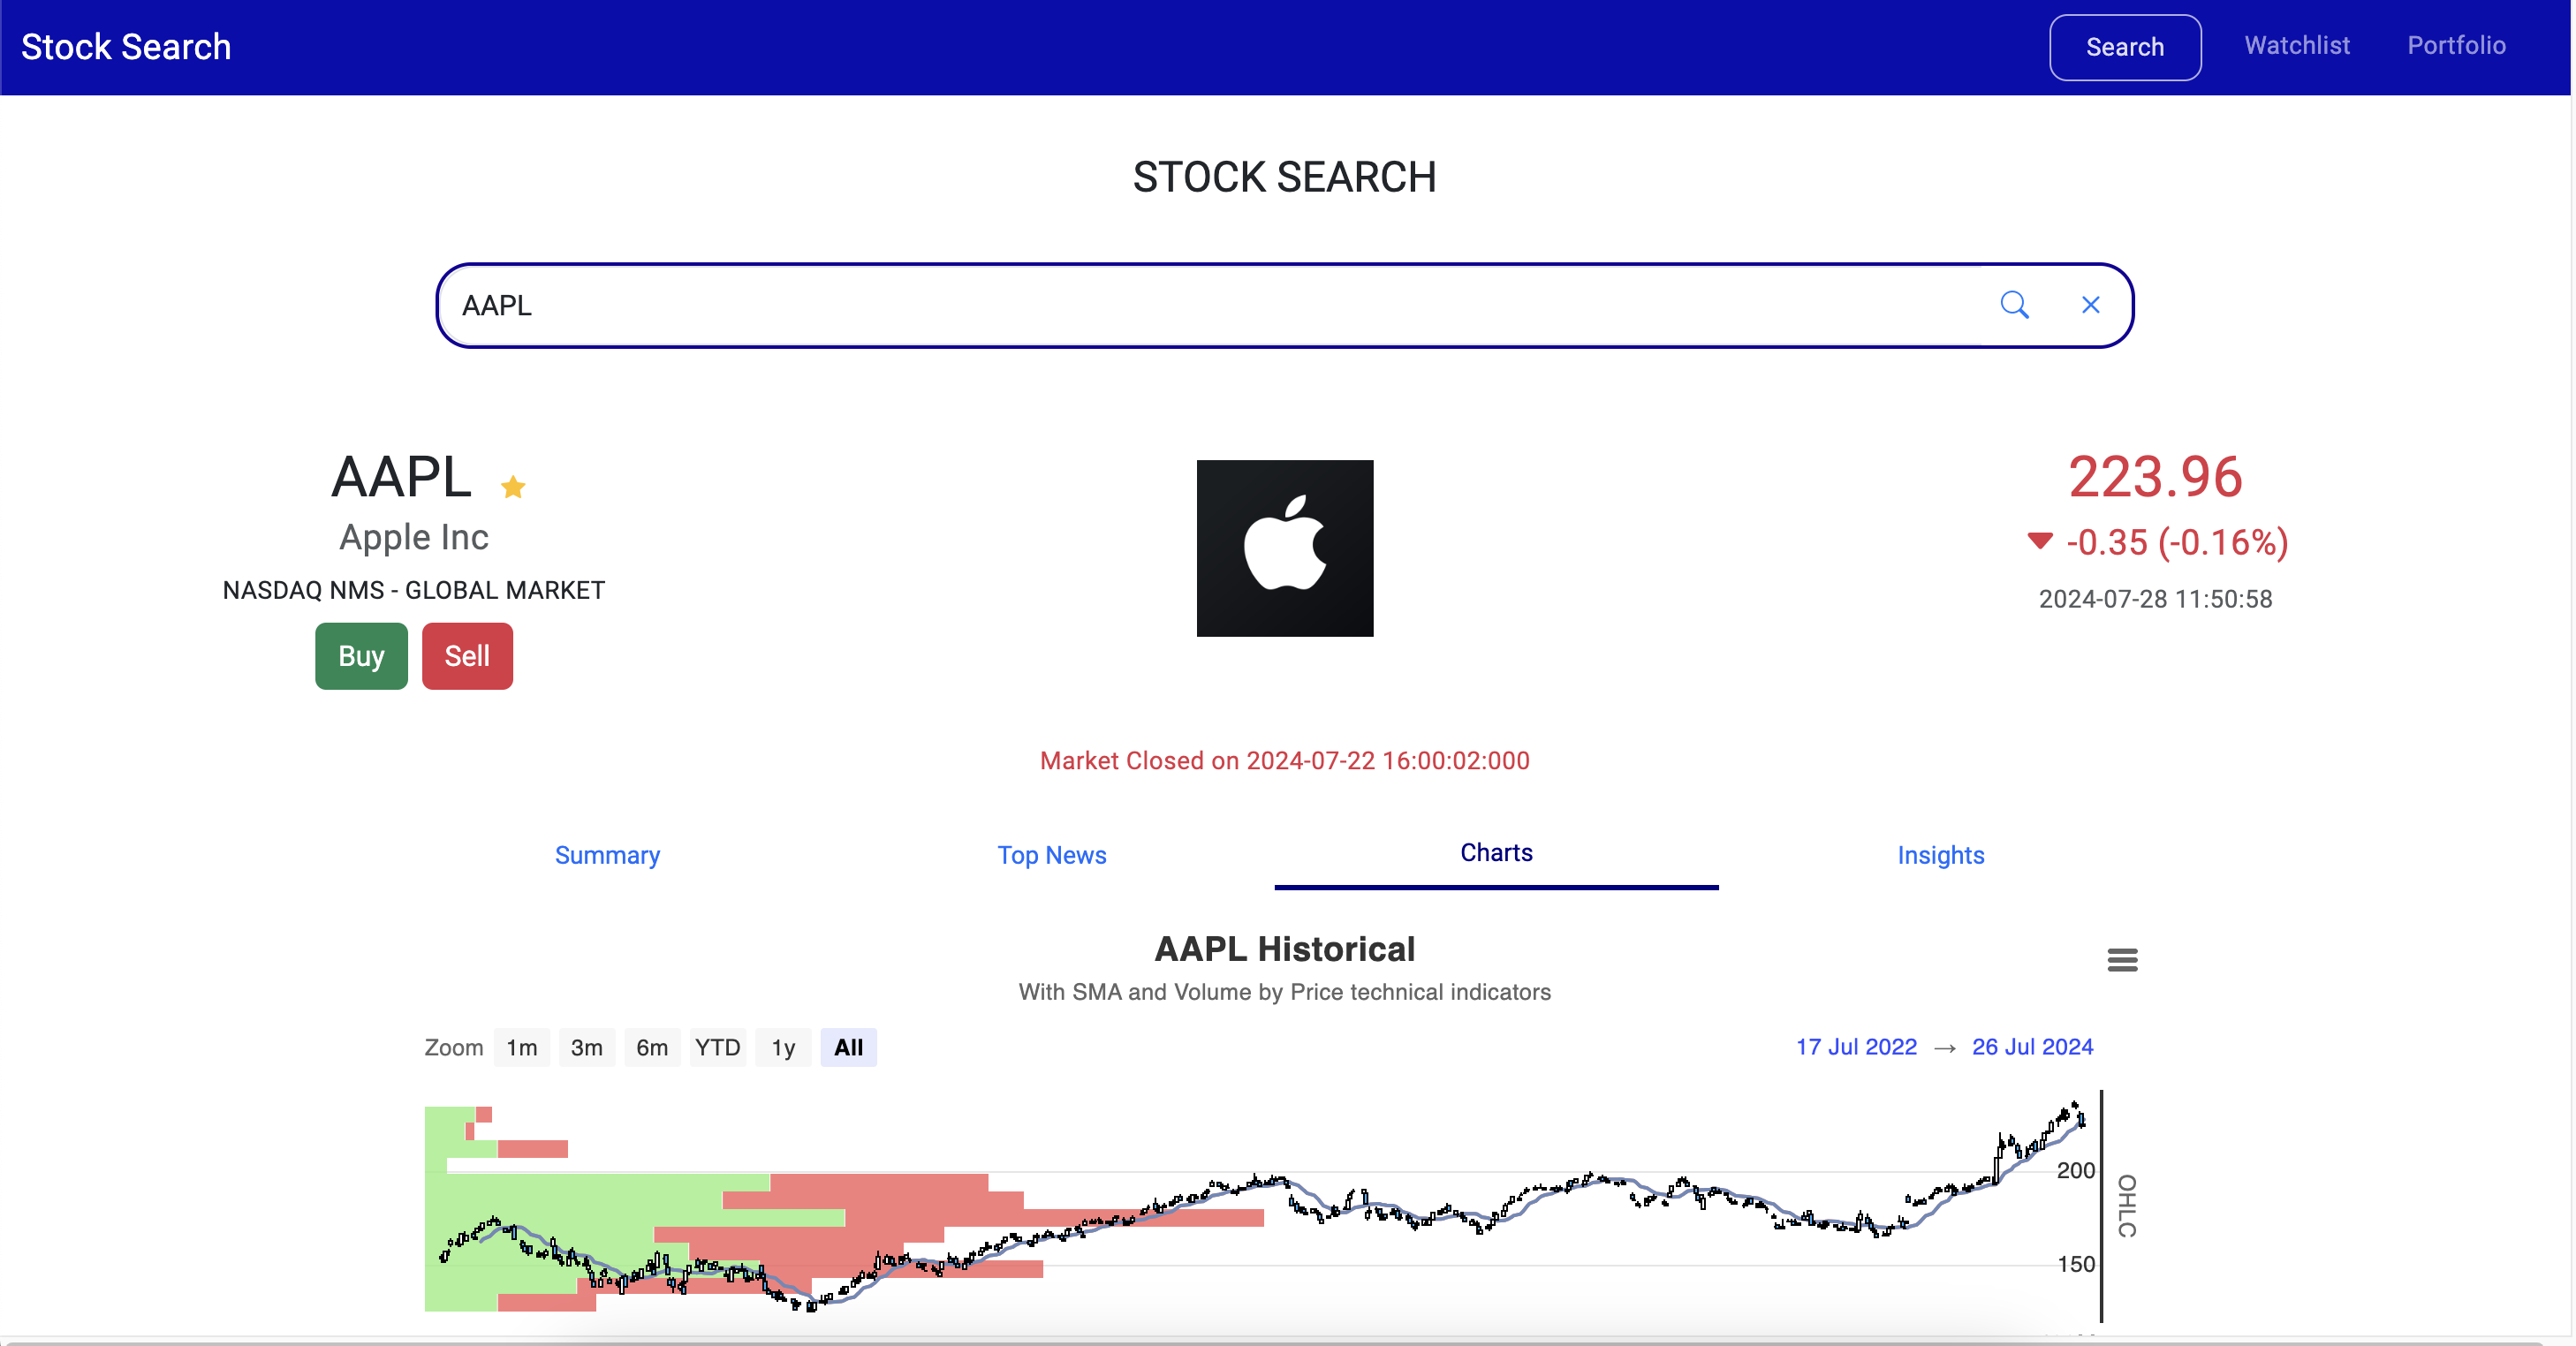 Stock Search
Search
Watchlist
Portfolio
STOCK SEARCH
AAPL
AAPL
Apple Inc
NASDAQ NMS - GLOBAL MARKET
Buy
Sell
223.96
-0.35 (-0.16%)
2024-07-28 11:50:58
Market Closed on 2024-07-22 16:00:02:000
Summary
Top News
Charts
Insights
AAPL Historical
With SMA and Volume by Price technical indicators
Zoom
1m
3m
6m
YTD
1y
All
17 Jul 2022 → 26 Jul 2024
200
150
OHLC